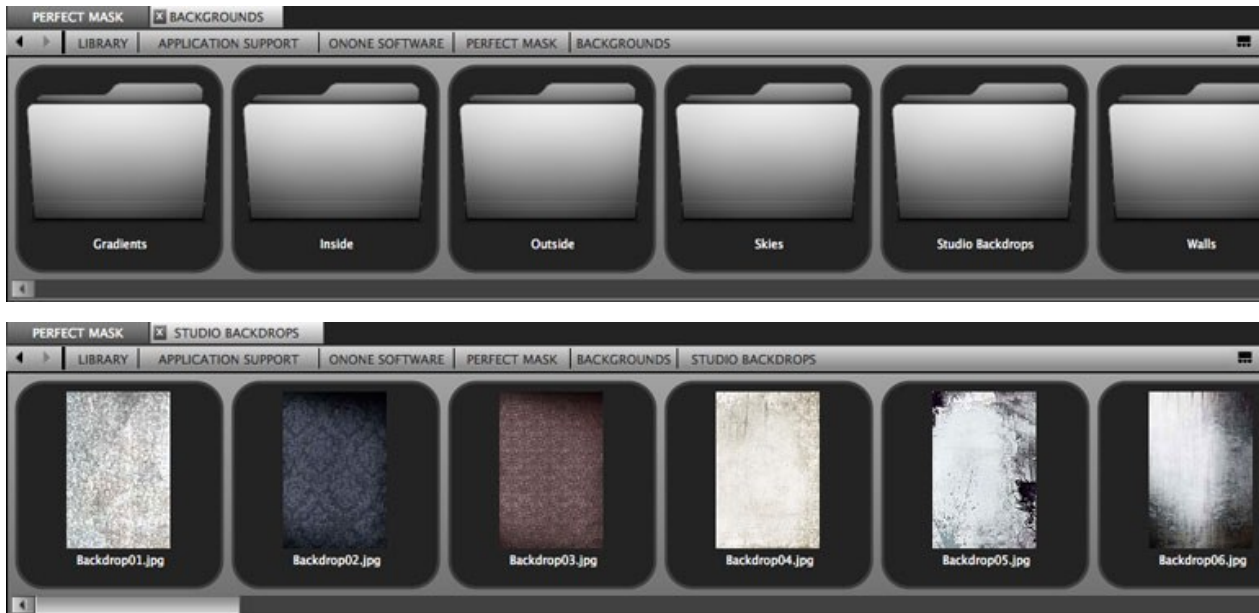 PERFECT MASK BACKGROUNDS
LIBRARY APPLICATION SUPPORT ONONE SOFTWARE PERFECT MASK BACKGROUNDS
Gradients Inside Outside Skies Studio Backdrops Walls
PERFECT MASK STUDIO BACKDROPS
LIBRARY APPLICATION SUPPORT ONONE SOFTWARE PERFECT MASK BACKGROUNDS STUDIO BACKDROPS
Backdrop01.jpg Backdrop02.jpg Backdrop03.jpg Backdrop04.jpg Backdrop05.jpg Backdrop06.jpg